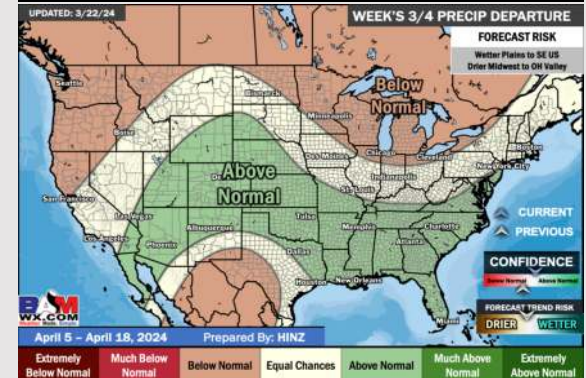 UPDATED: 3/22/24
WEEK'S 3/4 PRECIP DEPARTURE
FORECAST RISK
Wetter Plains to SE US
Drier Midwest to OH Valley
Seattle
Bismarck
Below
Normal
Minneapolis
Boise
Boston
Chicago
Cleveland
New York City
Des Moines
Indianapolis
St. Louis
Above
Normal
San Francisco
Las Vegas
Los Angeles
Phoenix
Albuquerque
Tulsa
Memphis
Charlotte
Atlanta
Dallas
Houston
New Orleans
Miami
CURRENT
PREVIOUS
CONFIDENCE
Below Normal
Above Normal
FORECAST TREND RISK
DRIER
WETTER
BAM
WX.COM
April 5 – April 18, 2024
Prepared By: HINZ
Extremely
Below Normal
Much Below
Normal
Below Normal
Equal Chances
Above Normal
Much Above
Normal
Extremely
Above Normal